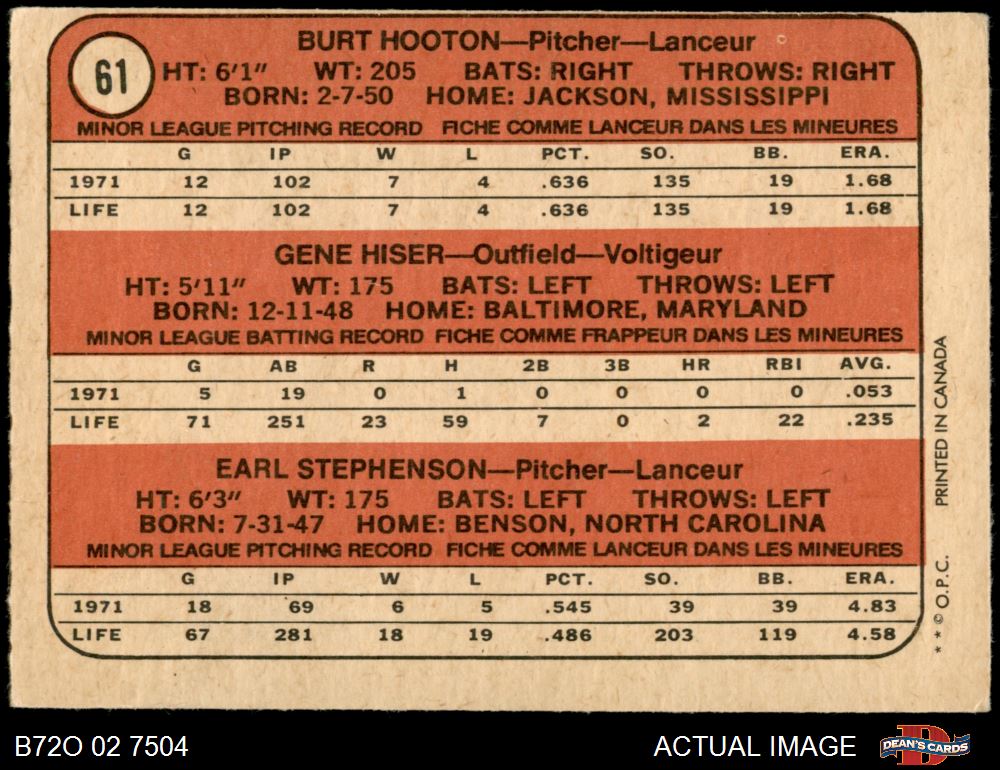 61
BURT HOOTON—Pitcher—Lanceur
HT: 6'1" WT: 205 BATS: RIGHT THROWS: RIGHT
BORN: 2-7-50 HOME: JACKSON, MISSISSIPPI
MINOR LEAGUE PITCHING RECORD FICHE COMME LANCEUR DANS LES MINEURES
G IP W L PCT. SO. BB. ERA.
1971 12 102 7 4 .636 135 19 1.68
LIFE 12 102 7 4 .636 135 19 1.68
GENE HISER—Outfield—Voltigeur
HT: 5'11" WT: 175 BATS: LEFT THROWS: LEFT
BORN: 12-11-48 HOME: BALTIMORE, MARYLAND
MINOR LEAGUE BATTING RECORD FICHE COMME FRAPPEUR DANS LES MINEURES
G AB R H 2B 3B HR RBI AVG.
1971 5 19 0 1 0 0 0 0 .053
LIFE 71 251 23 59 7 0 2 22 .235
EARL STEPHENSON—Pitcher—Lanceur
HT: 6'3" WT: 175 BATS: LEFT THROWS: LEFT
BORN: 7-31-47 HOME: BENSON, NORTH CAROLINA
MINOR LEAGUE PITCHING RECORD FICHE COMME LANCEUR DANS LES MINEURES
G IP W L PCT. SO. BB. ERA.
1971 18 69 6 5 .545 39 39 4.83
LIFE 67 281 18 19 .486 203 119 4.58
* * © O.P.C. PRINTED IN CANADA
B72O 02 7504 ACTUAL IMAGE DEAN'S CARDS